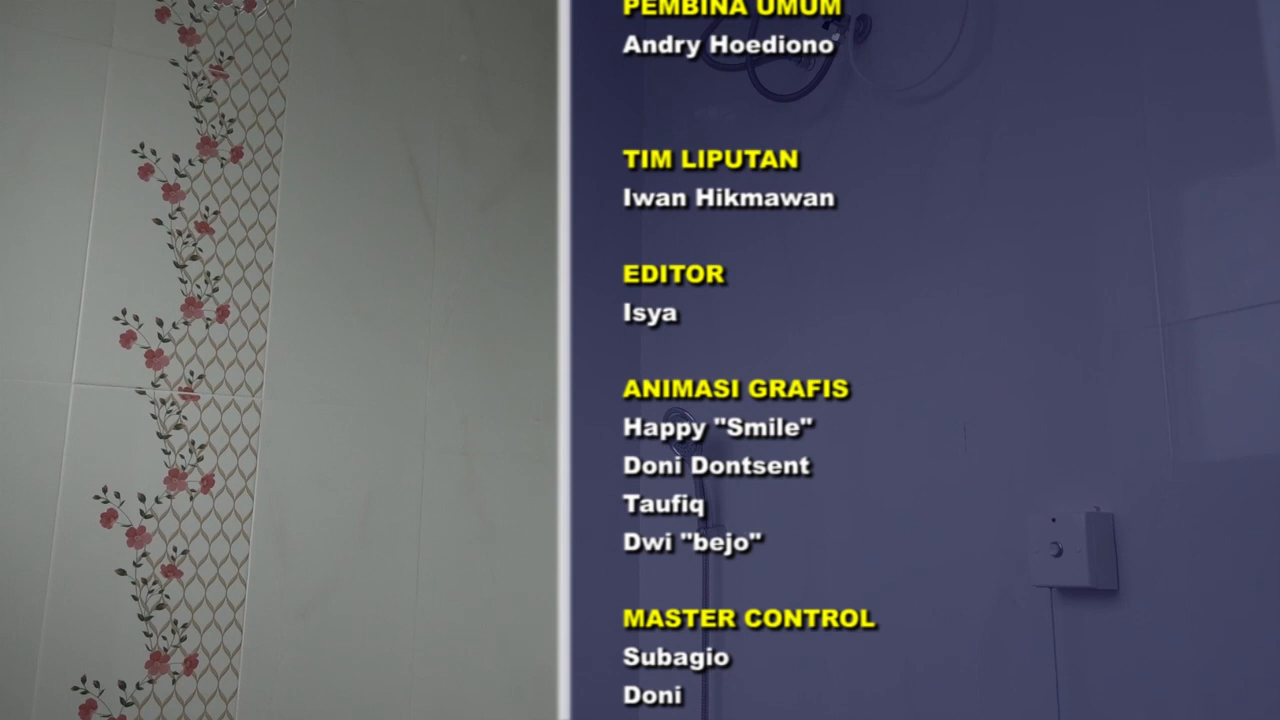 PEMBINA UMUM
Andry Hoediono
TIM LIPUTAN
Iwan Hikmawan
EDITOR
Isya
ANIMASI GRAFIS
Happy "Smile"
Doni Dontsent
Taufiq
Dwi "bejo"
MASTER CONTROL
Subagio
Doni